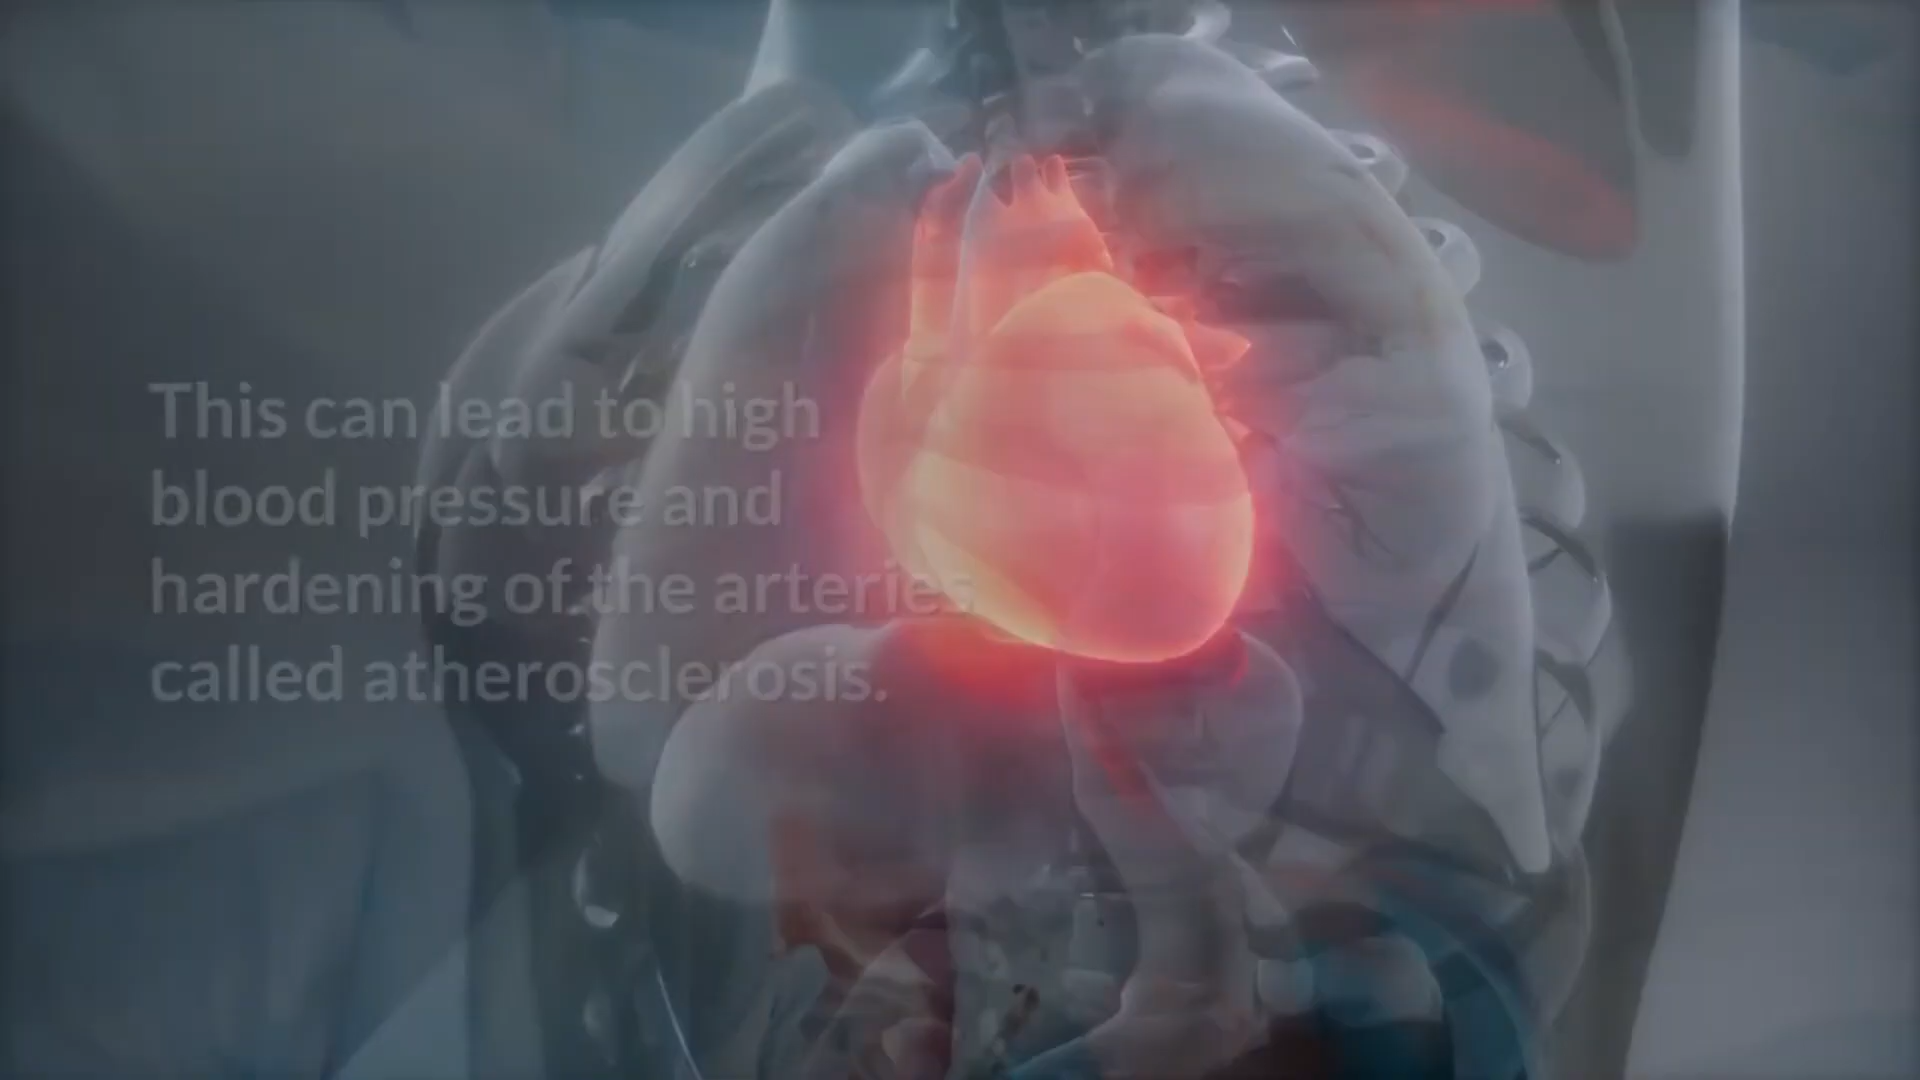 This can lead to high
blood pressure and
hardening of the arteries
called atherosclerosis.